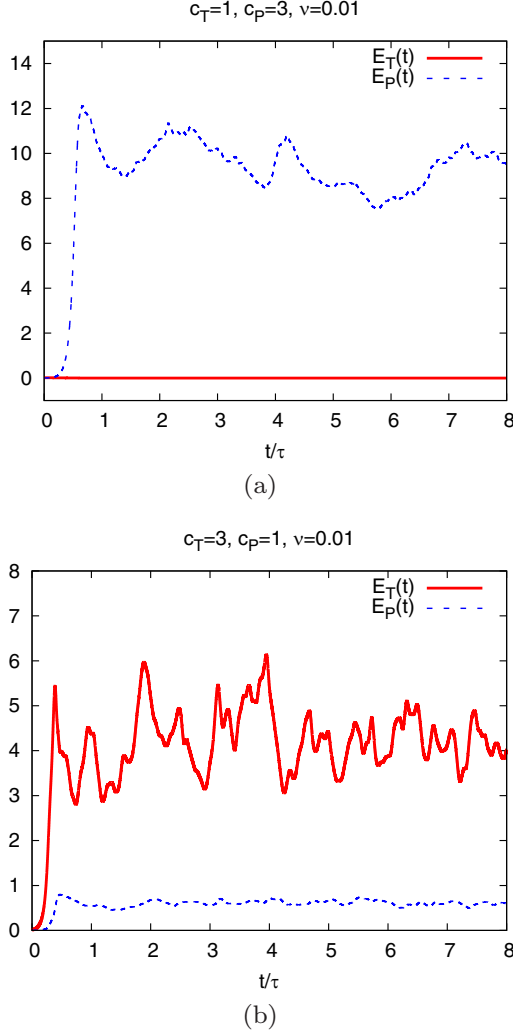 c_T=1, c_P=3, ν=0.01
E_T(t)
E_P(t)
14
12
10
8
6
4
2
0
0 1 2 3 4 5 6 7 8
t/τ
(a)
c_T=3, c_P=1, ν=0.01
8
E_T(t)
E_P(t)
7
6
5
4
3
2
1
0
0 1 2 3 4 5 6 7 8
t/τ
(b)